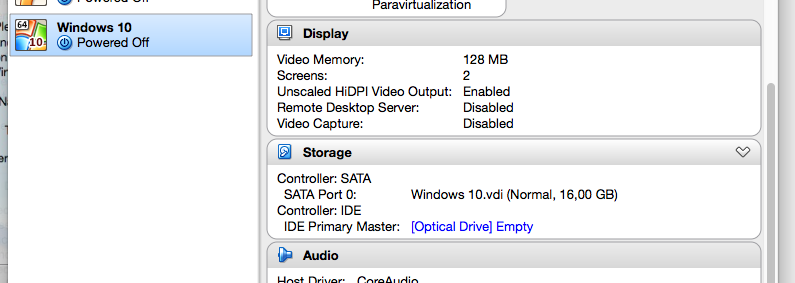 Powered Off
Paravirtualization
64
10
Windows 10
Powered Off
Display
Video Memory: 128 MB
Screens: 2
Unscaled HiDPI Video Output: Enabled
Remote Desktop Server: Disabled
Video Capture: Disabled
Storage
Controller: SATA
SATA Port 0: Windows 10.vdi (Normal, 16,00 GB)
Controller: IDE
IDE Primary Master: [Optical Drive] Empty
Audio
Host Driver: CoreAudio